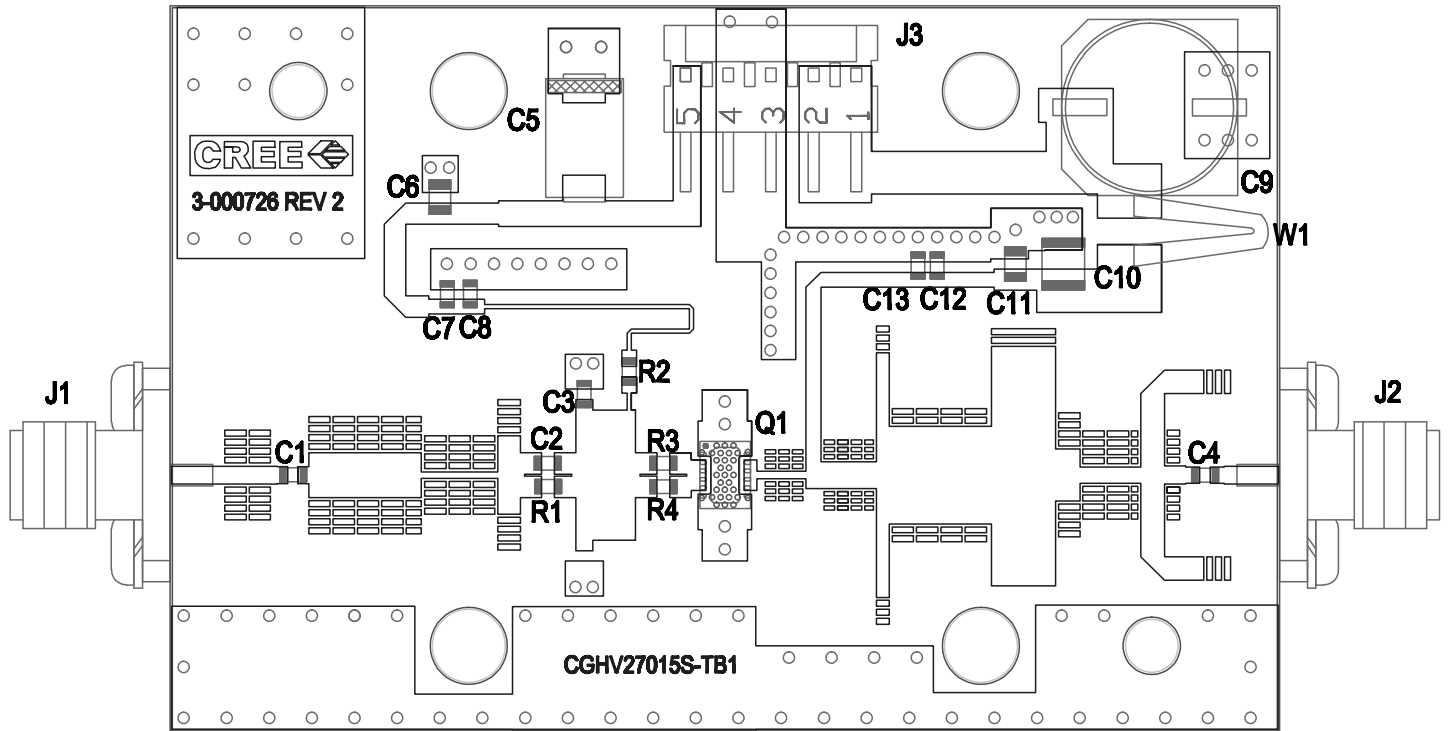 J3
5 4 3 2 1
C5
CREE
C6
C9
3-000726 REV 2
W1
C10
C13 C12 C11
C7 C8
R2
J1
C3
J2
Q1
C1
C2
R3
C4
R1
R4
CGHV27015S-TB1